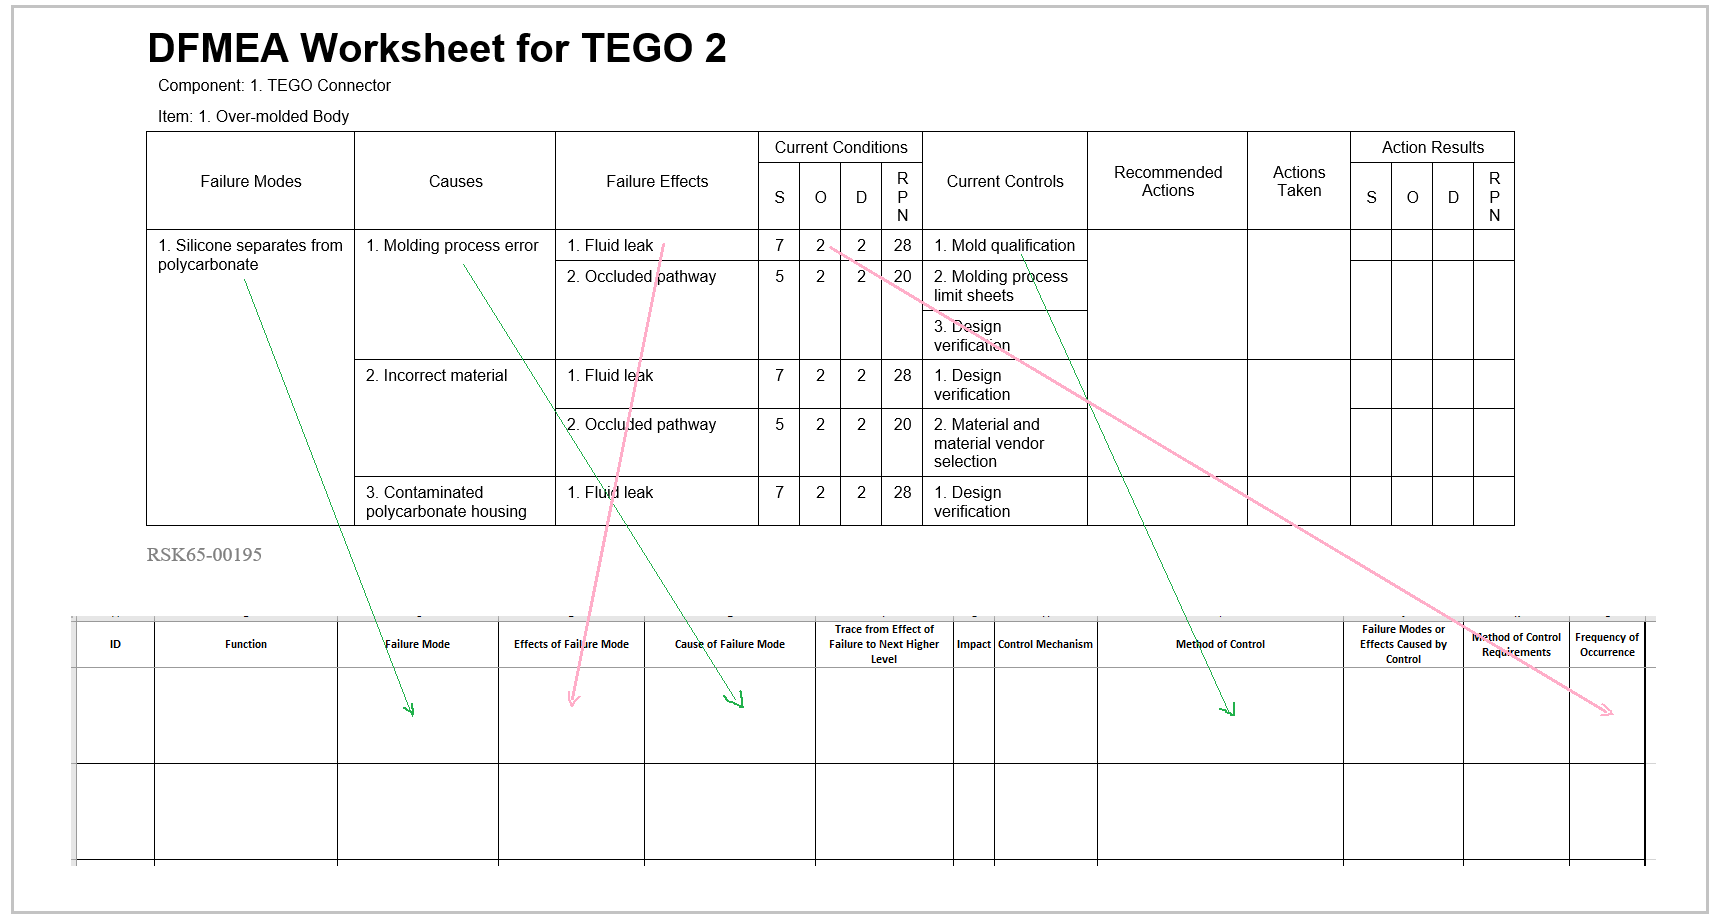 DFMEA Worksheet for TEGO 2
Component: 1. TEGO Connector
Item: 1. Over-molded Body
Failure Modes
Causes
Failure Effects
Current Conditions
S
O
D
R
P
N
Current Controls
Recommended
Actions
Actions
Taken
Action Results
S
O
D
R
P
N
1. Silicone separates from
polycarbonate
1. Molding process error
1. Fluid leak
7
2
2
28
1. Mold qualification
2. Occluded pathway
5
2
2
20
2. Molding process
limit sheets
3. Design
verification
2. Incorrect material
1. Fluid leak
7
2
2
28
1. Design
verification
2. Occluded pathway
5
2
2
20
2. Material and
material vendor
selection
3. Contaminated
polycarbonate housing
1. Fluid leak
7
2
2
28
1. Design
verification
RSK65-00195
ID
Function
Failure Mode
Effects of Failure Mode
Cause of Failure Mode
Trace from Effect of
Failure to Next Higher
Level
Impact
Control Mechanism
Method of Control
Failure Modes or
Effects Caused by
Control
Method of Control
Requirements
Frequency of
Occurrence